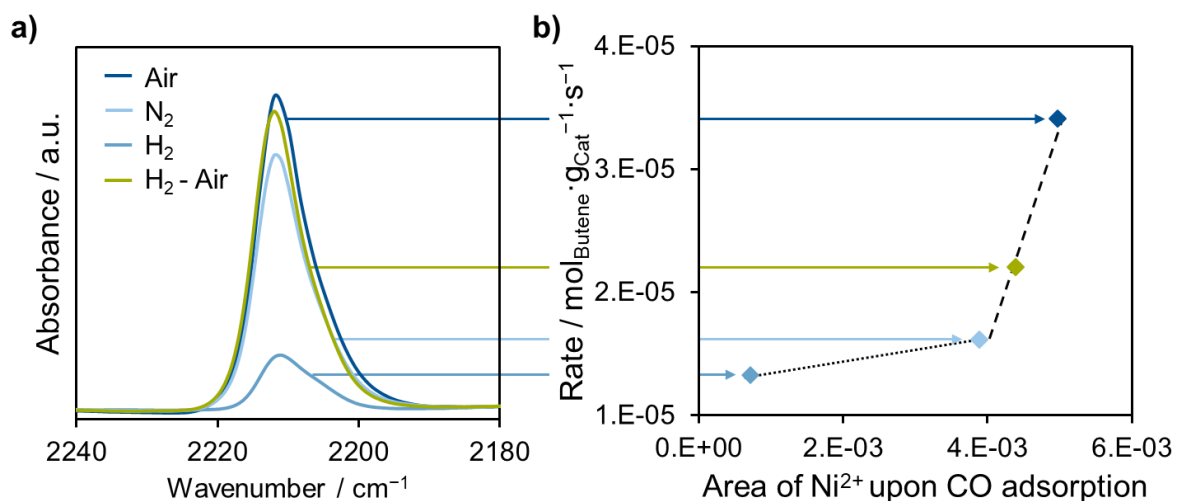 a)
Absorbance / a.u.
Air
N₂
H₂
H₂ - Air
2240
2220
2200
2180
Wavenumber / cm⁻¹
b)
Rate / mol_Butene·g_Cat⁻¹·s⁻¹
4.E-05
3.E-05
2.E-05
1.E-05
0.E+00
2.E-03
4.E-03
6.E-03
Area of Ni²⁺ upon CO adsorption